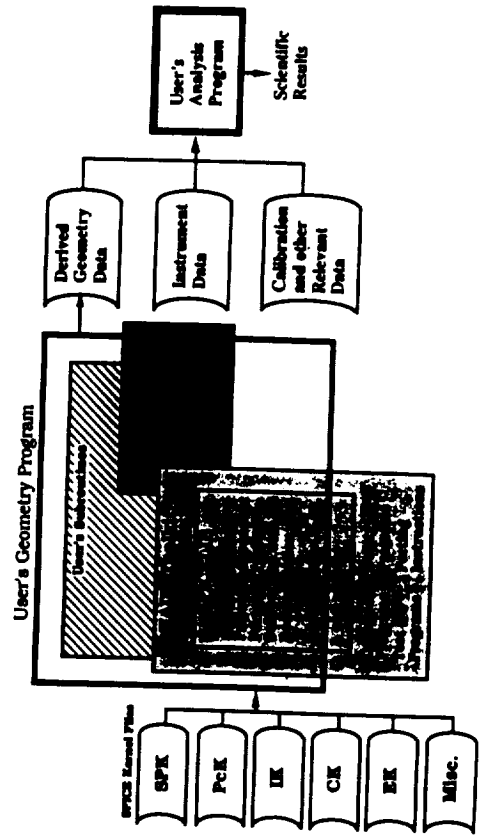 User's Geometry Program
SPICE Kernel Files
SPK
PcK
IK
CK
EK
Misc.
User's Subroutines
Derived
Geometry
Data
Instrument
Data
Calibration
and other
Relevant
Data
User's
Analysis
Program
Scientific
Results